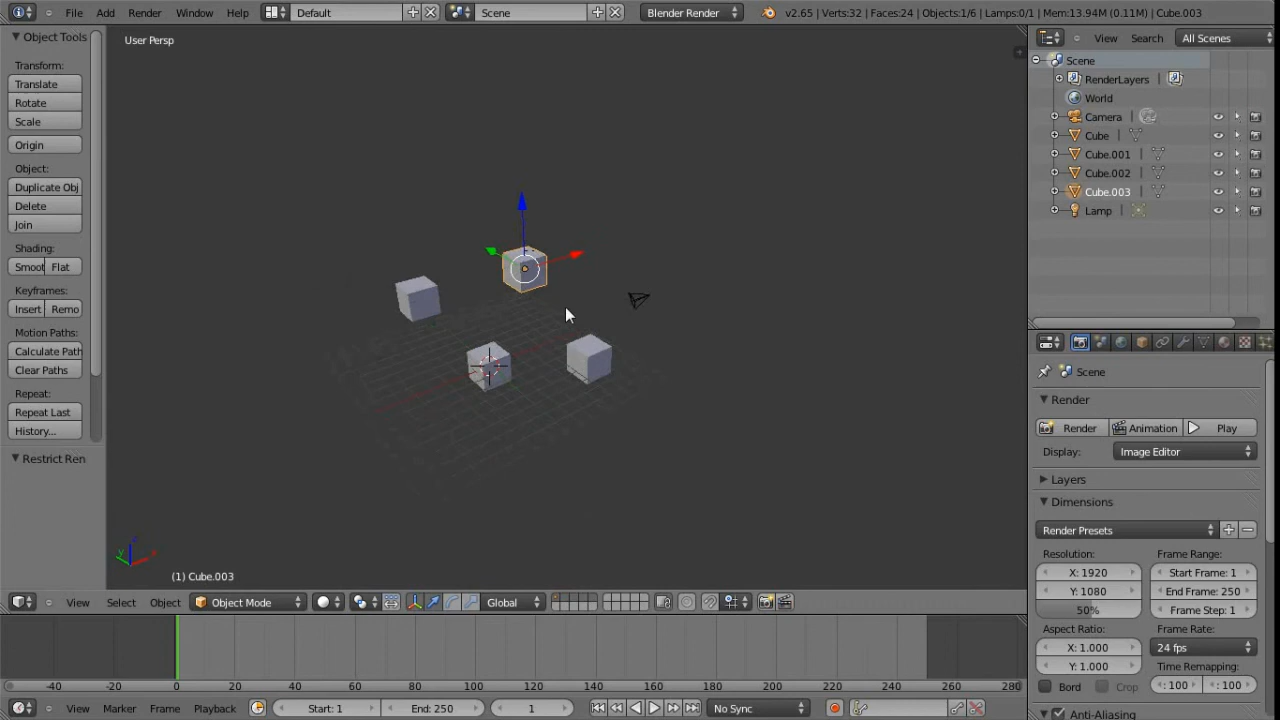 File Add Render Window Help Default Scene Blender Render v2.65 | Verts:32 | Faces:24 | Objects:1/6 | Lamps:0/1 | Mem:13.94M (0.11M) | Cube.003
Object Tools
Transform:
Translate
Rotate
Scale
Origin
Object:
Duplicate Obj
Delete
Join
Shading:
Smoot Flat
Keyframes:
Insert Remo
Motion Paths:
Calculate Path
Clear Paths
Repeat:
Repeat Last
History...
Restrict Ren
User Persp
(1) Cube.003
View Select Object Object Mode Global
View Search All Scenes
Scene
RenderLayers
World
Camera
Cube
Cube.001
Cube.002
Cube.003
Lamp
Scene
Render
Render Animation Play
Display: Image Editor
Layers
Dimensions
Render Presets
Resolution: Frame Range:
X: 1920 Start Frame: 1
Y: 1080 End Frame: 250
50% Frame Step: 1
Aspect Ratio: Frame Rate:
X: 1.000 24 fps
Y: 1.000 Time Remapping:
Bord Crop : 100 : 100
Anti-Aliasing
-40 -20 0 20 40 60 80 100 120 140 160 180 200 220 240 260 280
View Marker Frame Playback Start: 1 End: 250 1 No Sync